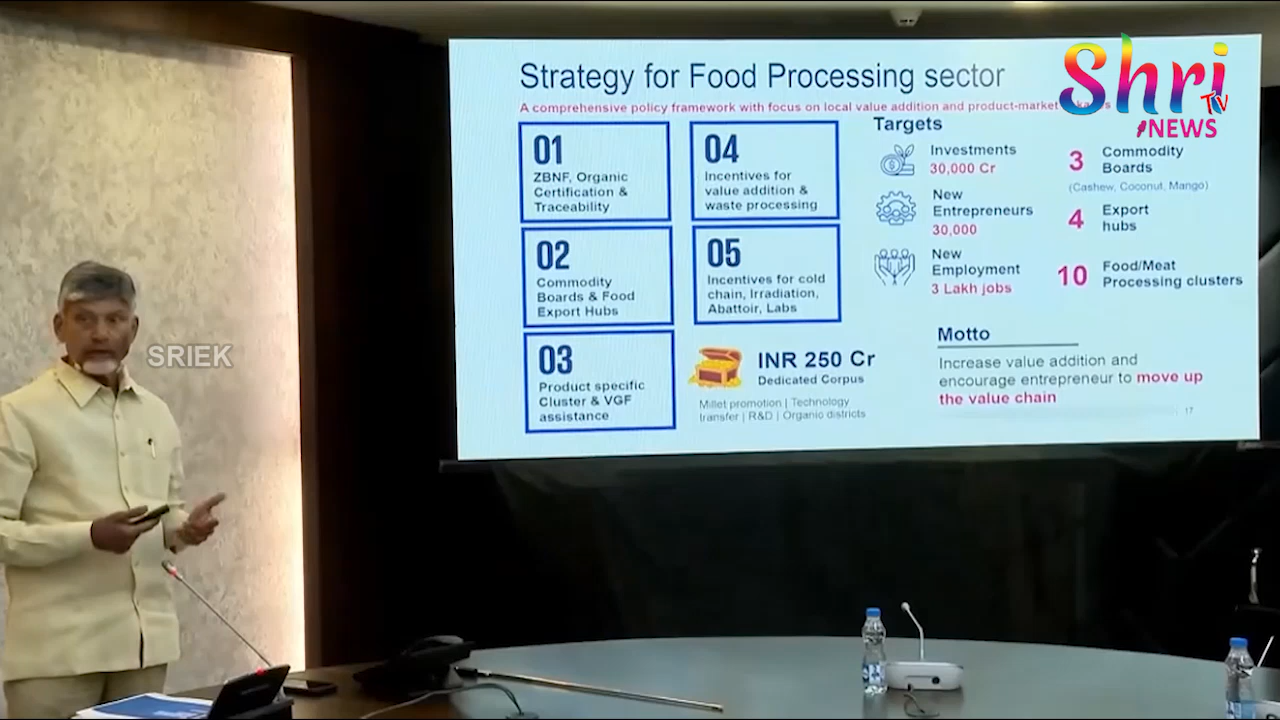 Strategy for Food Processing sector
A comprehensive policy framework with focus on local value addition and product-market
01
ZBNF, Organic
Certification &
Traceability
02
Commodity
Boards & Food
Export Hubs
03
Product specific
Cluster & VGF
assistance
04
Incentives for
value addition &
waste processing
05
Incentives for cold
chain, Irradiation,
Abattoir, Labs
INR 250 Cr
Dedicated Corpus
Millet promotion | Technology
transfer | R&D | Organic districts
Targets
Investments
30,000 Cr
New
Entrepreneurs
30,000
New
Employment
3 Lakh jobs
3 Commodity
Boards
(Cashew, Coconut, Mango)
4 Export
hubs
10 Food/Meat
Processing clusters
Motto
Increase value addition and
encourage entrepreneur to move up
the value chain
17
Shri
TV
NEWS
SRIEK